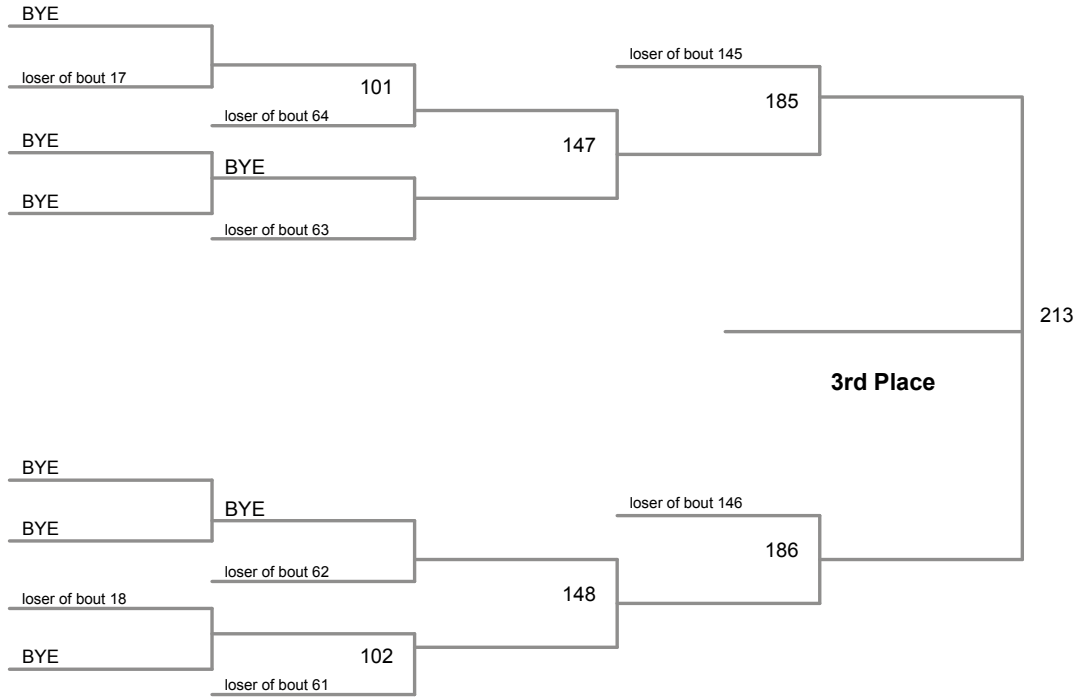 BYE
loser of bout 17
101
loser of bout 64
BYE
BYE
BYE
loser of bout 63
147
loser of bout 145
185
213
3rd Place
BYE
BYE
BYE
loser of bout 62
loser of bout 18
BYE
102
loser of bout 61
148
loser of bout 146
186